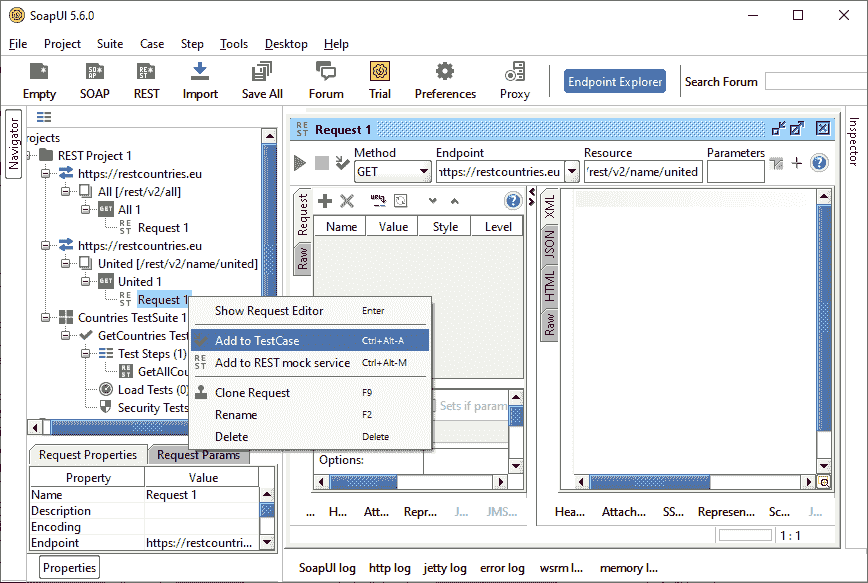 SoapUI 5.6.0
File Project Suite Case Step Tools Desktop Help
Empty SOAP REST Import Save All Forum Trial Preferences Proxy Endpoint Explorer Search Forum
Navigator
rojects
REST Project 1
https://restcountries.eu
All [/rest/v2/all]
GET All 1
REST Request 1
https://restcountries.eu
United [/rest/v2/name/united]
GET United 1
REST Request 1
Countries TestSuite 1
GetCountries Test
Test Steps (1)
REST GetAllCou
Load Tests (0)
Security Tests
Show Request Editor Enter
Add to TestCase Ctrl+Alt-A
REST Add to REST mock service Ctrl+Alt-M
Clone Request F9
Rename F2
Delete Delete
Request Properties Request Params
Property Value
Name Request 1
Description
Encoding
Endpoint https://restcountri...
Properties
REST Request 1
Method Endpoint Resource Parameters
GET https://restcountries.eu /rest/v2/name/united
Request
Raw
Name Value Style Level
Sets if param
Options:
XML
JSON
HTML
Raw
... H... Att... Repr... J... JMS...
Hea... Attach... SS... Represen... Sc... J...
1 : 1
Inspector
SoapUI log http log jetty log error log wsrm l... memory l...